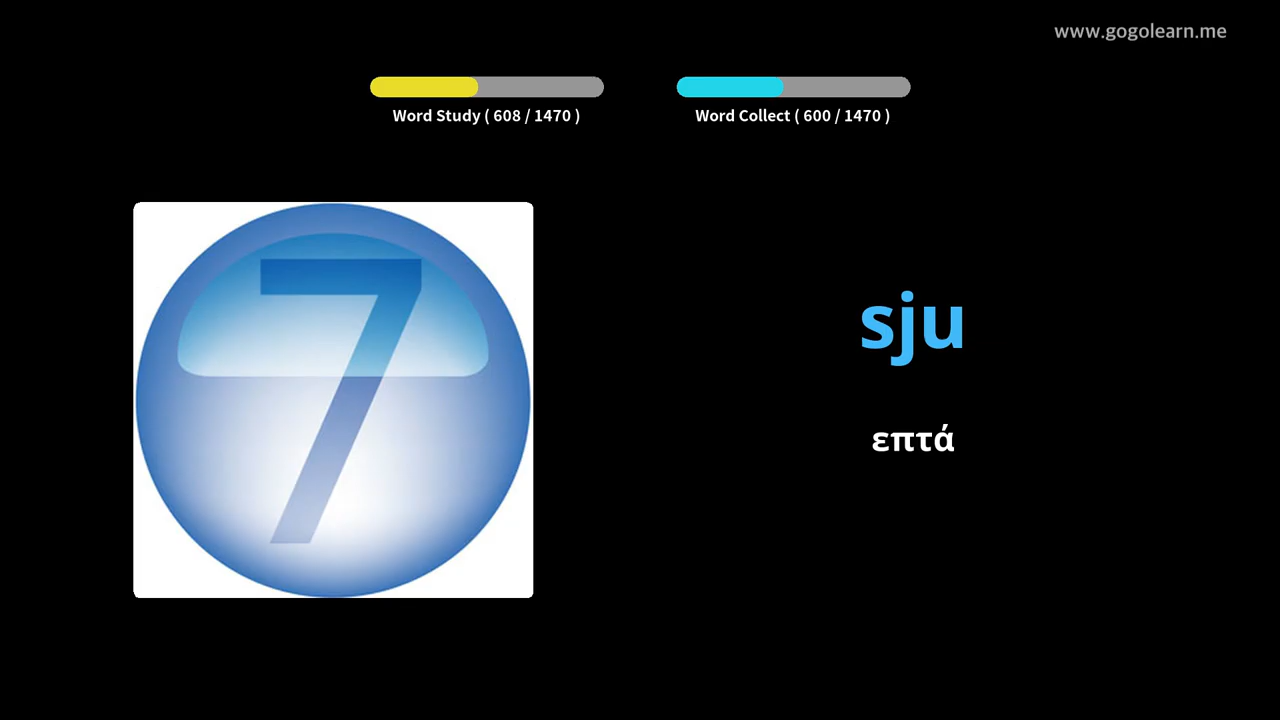 www.gogolearn.me
Word Study ( 608 / 1470 )
Word Collect ( 600 / 1470 )
7
sju
επτά